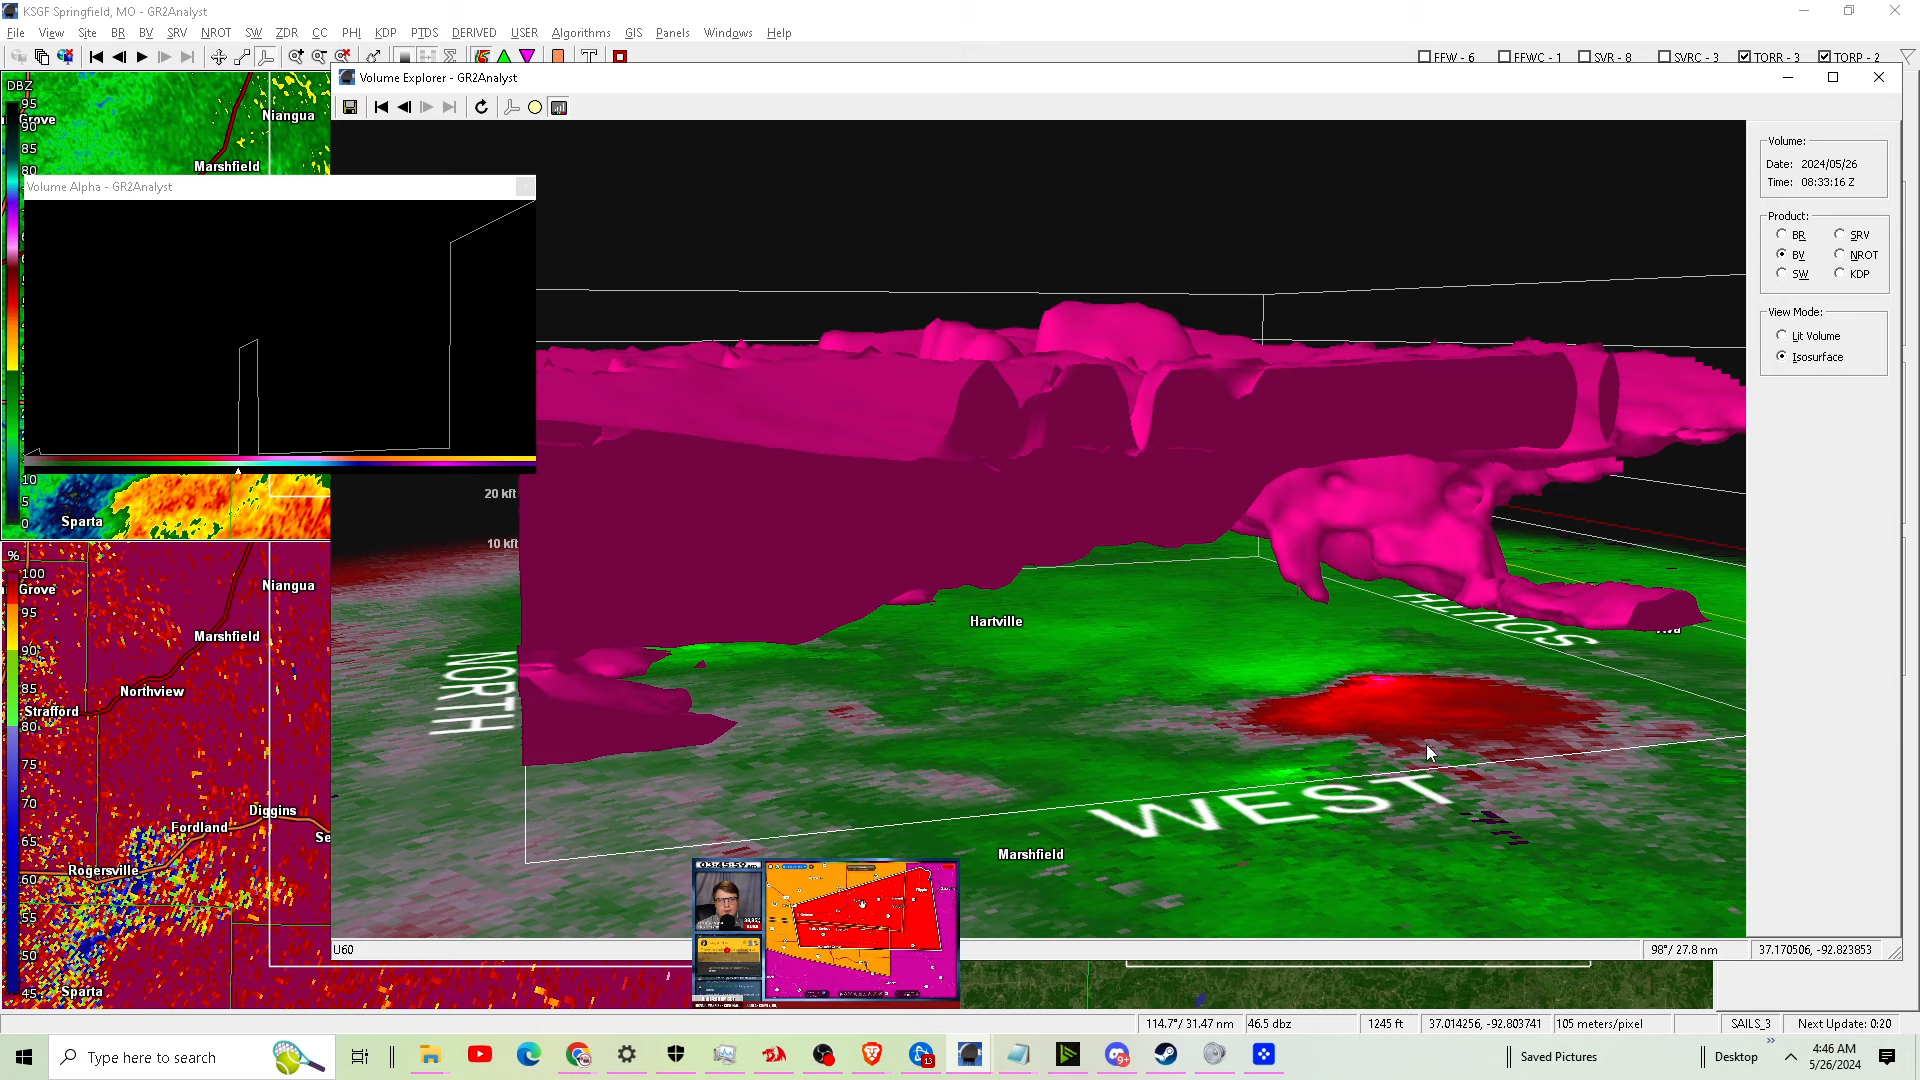 KSGF Springfield, MO - GR2Analyst
File View Site BR BV SRV NROT SW ZDR CC PHI KDP PTDS DERIVED USER Algorithms GIS Panels Windows Help
FFW - 6 FFWC - 1 SVR - 8 SVRC - 3 TORR - 3 TORP - 2
Volume Explorer - GR2Analyst
DBZ
95
90
85
80
Grove
Niangua
Marshfield
Volume Alpha - GR2Analyst
10
5
0
Sparta
20 kft
10 kft
NORTH
SOUTH
WEST
Hartville
Marshfield
Volume:
Date: 2024/05/26
Time: 08:33:16 Z
Product:
BR SRV
BV NROT
SW KDP
View Mode:
Lit Volume
Isosurface
%
100
95
90
85
80
75
70
65
60
55
50
45
Grove
Niangua
Marshfield
Northview
Strafford
Diggins
Fordland
Se
Rogersville
Sparta
03:45:59
U60
98°/ 27.8 nm
37.170506, -92.823853
114.7°/ 31.47 nm
46.5 dbz
1245 ft
37.014256, -92.803741
105 meters/pixel
SAILS_3
Next Update: 0:20
Type here to search
13
9+
Saved Pictures
Desktop
4:46 AM
5/26/2024